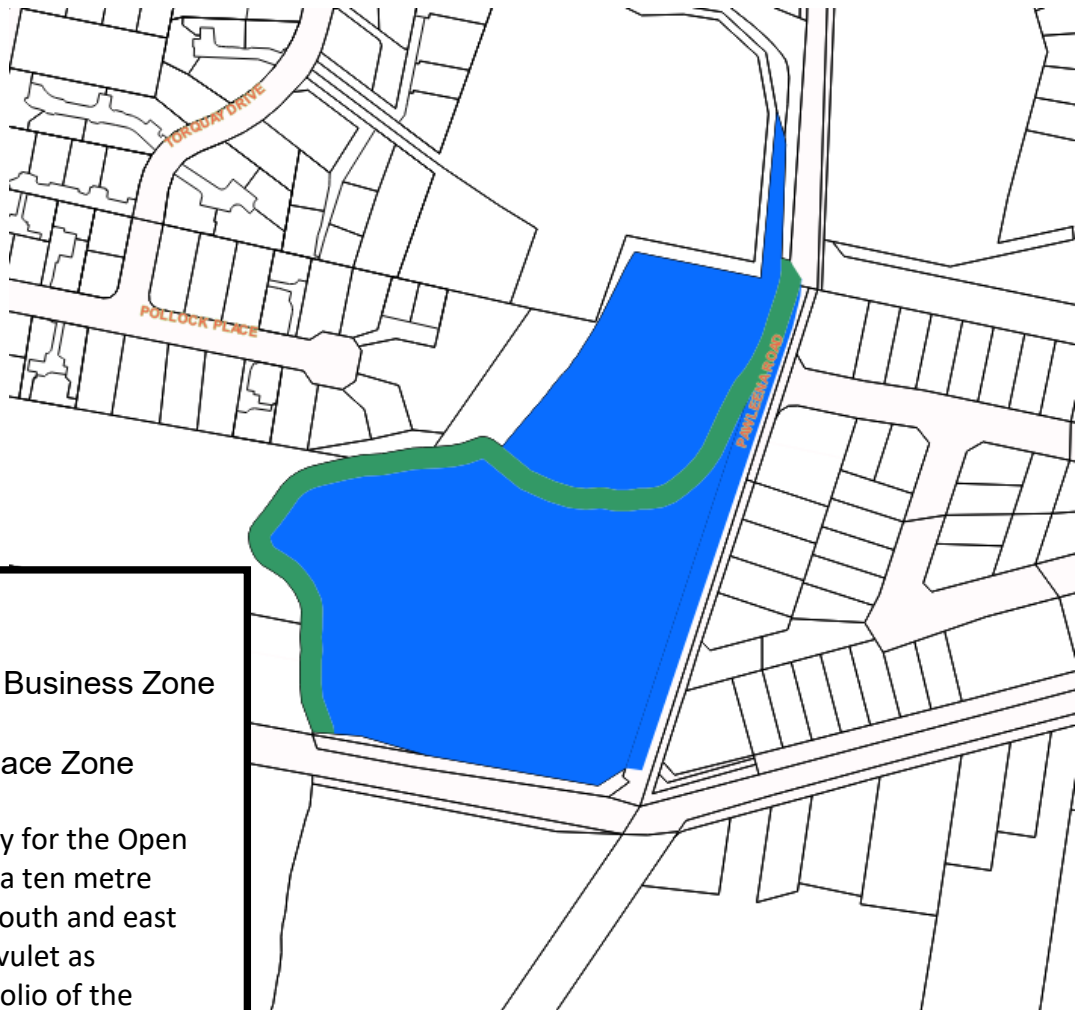 TORQUAY DRIVE
POLLOCK PLACE
PAWLEENA ROAD
Business Zone
ace Zone
y for the Open
a ten metre
outh and east
vulet as
olio of the